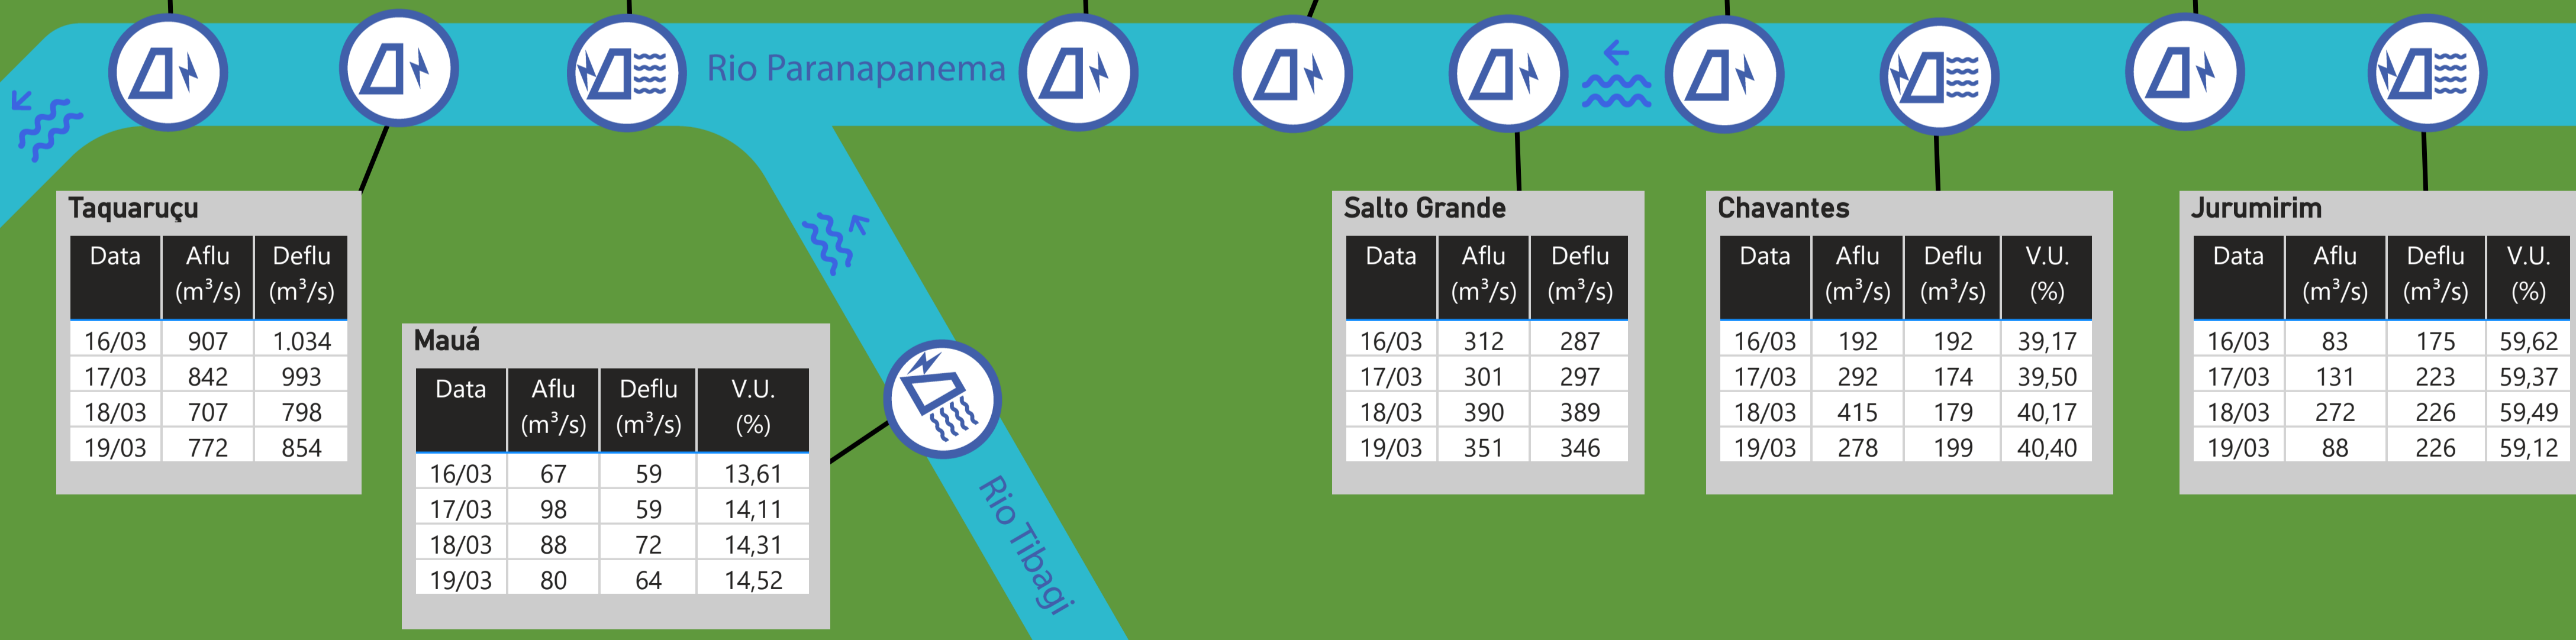 Rio Paranapanema
Taquaruçu
Data Aflu (m³/s) Deflu (m³/s)
16/03 907 1.034
17/03 842 993
18/03 707 798
19/03 772 854
Mauá
Data Aflu (m³/s) Deflu (m³/s) V.U. (%)
16/03 67 59 13,61
17/03 98 59 14,11
18/03 88 72 14,31
19/03 80 64 14,52
Rio Tibagi
Salto Grande
Data Aflu (m³/s) Deflu (m³/s)
16/03 312 287
17/03 301 297
18/03 390 389
19/03 351 346
Chavantes
Data Aflu (m³/s) Deflu (m³/s) V.U. (%)
16/03 192 192 39,17
17/03 292 174 39,50
18/03 415 179 40,17
19/03 278 199 40,40
Jurumirim
Data Aflu (m³/s) Deflu (m³/s) V.U. (%)
16/03 83 175 59,62
17/03 131 223 59,37
18/03 272 226 59,49
19/03 88 226 59,12